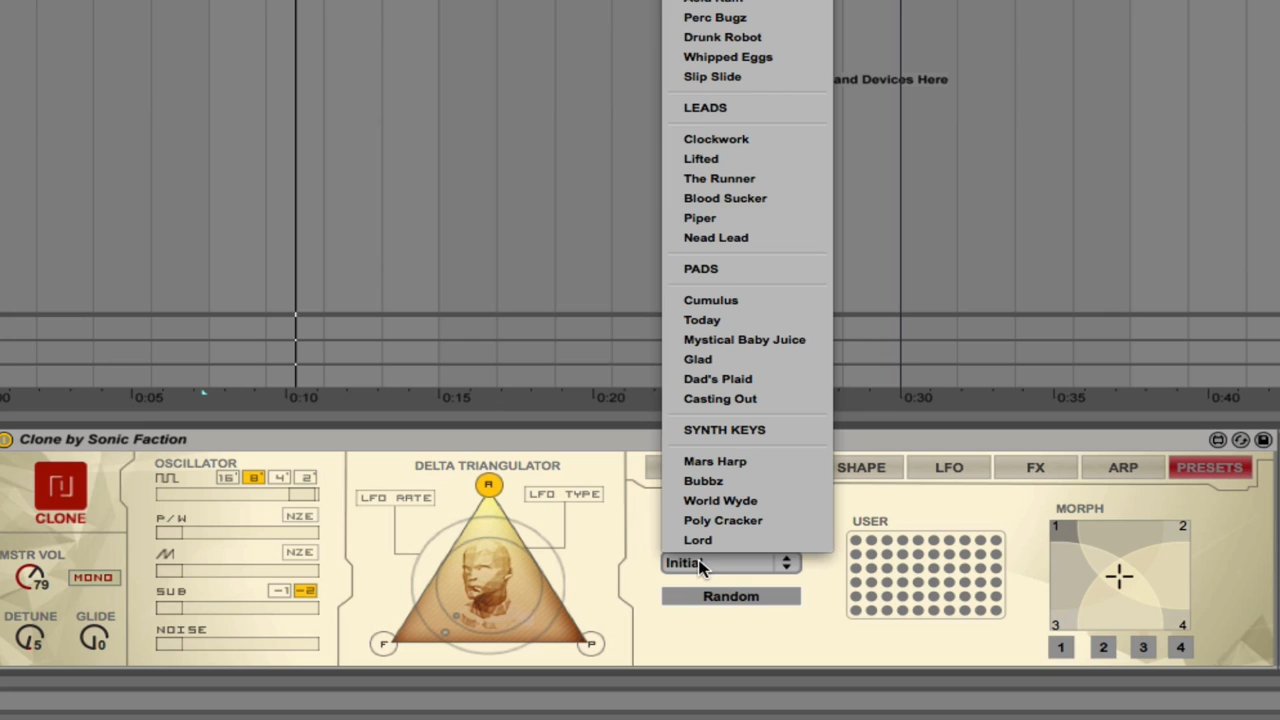 Perc Bugz
Drunk Robot
Whipped Eggs
Slip Slide
and Devices Here
LEADS
Clockwork
Lifted
The Runner
Blood Sucker
Piper
Nead Lead
PADS
Cumulus
Today
Mystical Baby Juice
Glad
Dad's Plaid
Casting Out
SYNTH KEYS
Mars Harp
Bubbz
World Wyde
Poly Cracker
Lord
00 0:05 0:10 0:15 0:20 0:30 0:35 0:40
Clone by Sonic Faction
CLONE
MSTR VOL
79
MONO
DETUNE GLIDE
5 0
OSCILLATOR
16' 8' 4' 2'
P/W NZE
NZE
SUB -1 -2
NOISE
DELTA TRIANGULATOR
LFO RATE
LFO TYPE
A
F
P
SHAPE LFO FX ARP PRESETS
Initial
Random
USER
MORPH
1 2
3 4
1 2 3 4